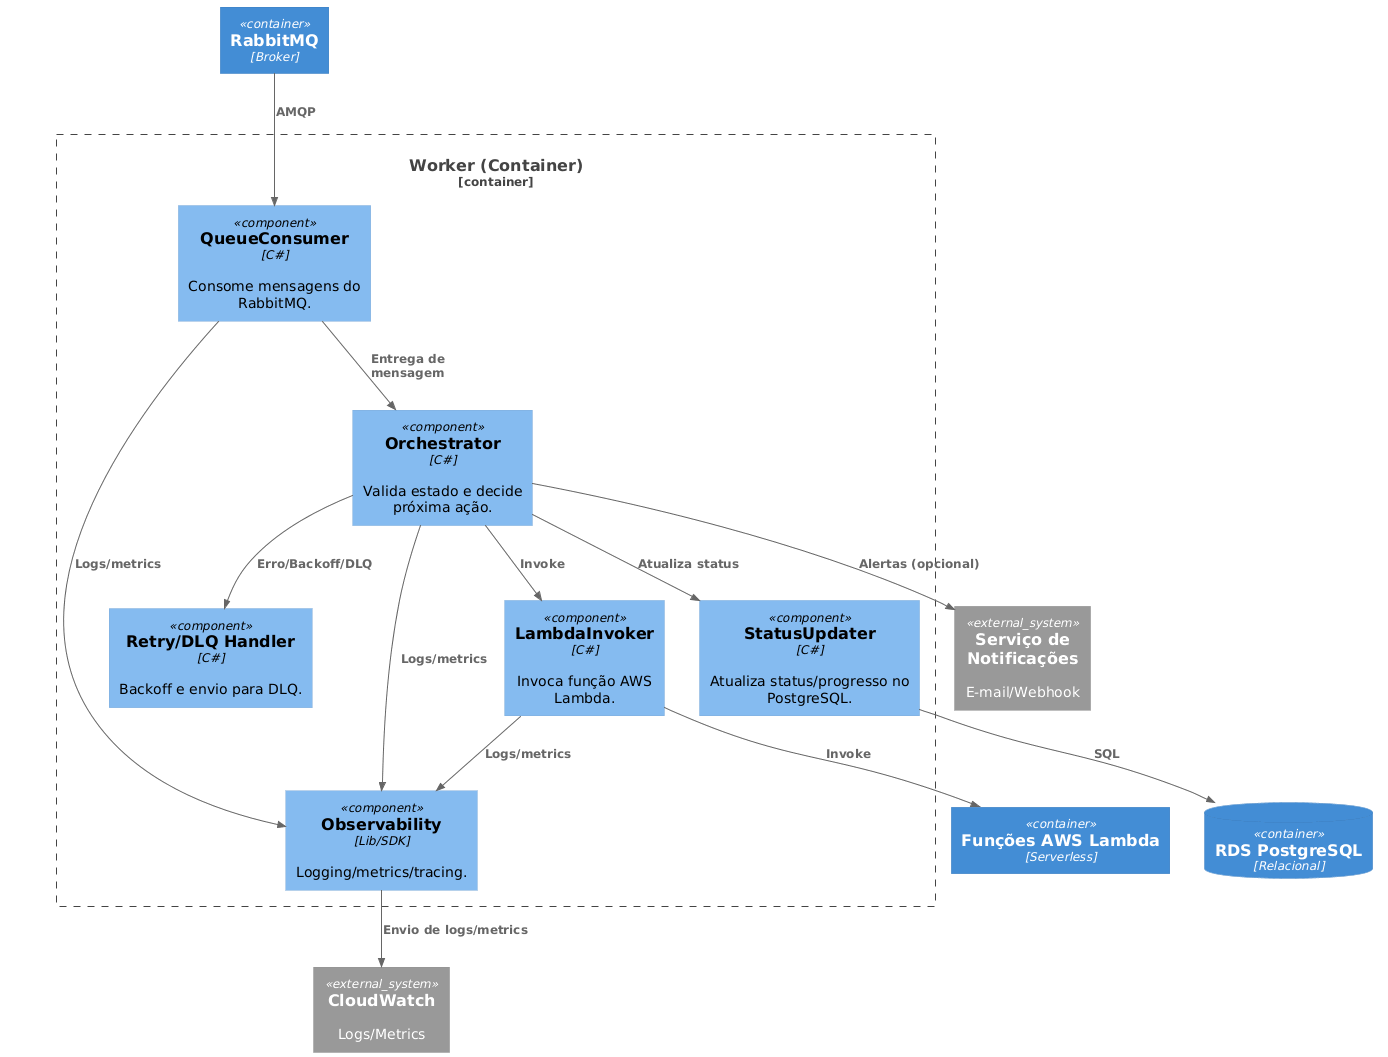 «container»
RabbitMQ
[Broker]
AMQP
Worker (Container)
[container]
«component»
QueueConsumer
[C#]
Consome mensagens do
RabbitMQ.
Entrega de
mensagem
«component»
Orchestrator
[C#]
Valida estado e decide
próxima ação.
Logs/metrics
Erro/Backoff/DLQ
Invoke
Atualiza status
Alertas (opcional)
«component»
Retry/DLQ Handler
[C#]
Backoff e envio para DLQ.
Logs/metrics
«component»
LambdaInvoker
[C#]
Invoca função AWS
Lambda.
«component»
StatusUpdater
[C#]
Atualiza status/progresso no
PostgreSQL.
«external_system»
Serviço de
Notificações
E-mail/Webhook
Logs/metrics
Invoke
SQL
«component»
Observability
[Lib/SDK]
Logging/metrics/tracing.
«container»
Funções AWS Lambda
[Serverless]
«container»
RDS PostgreSQL
[Relacional]
Envio de logs/metrics
«external_system»
CloudWatch
Logs/Metrics